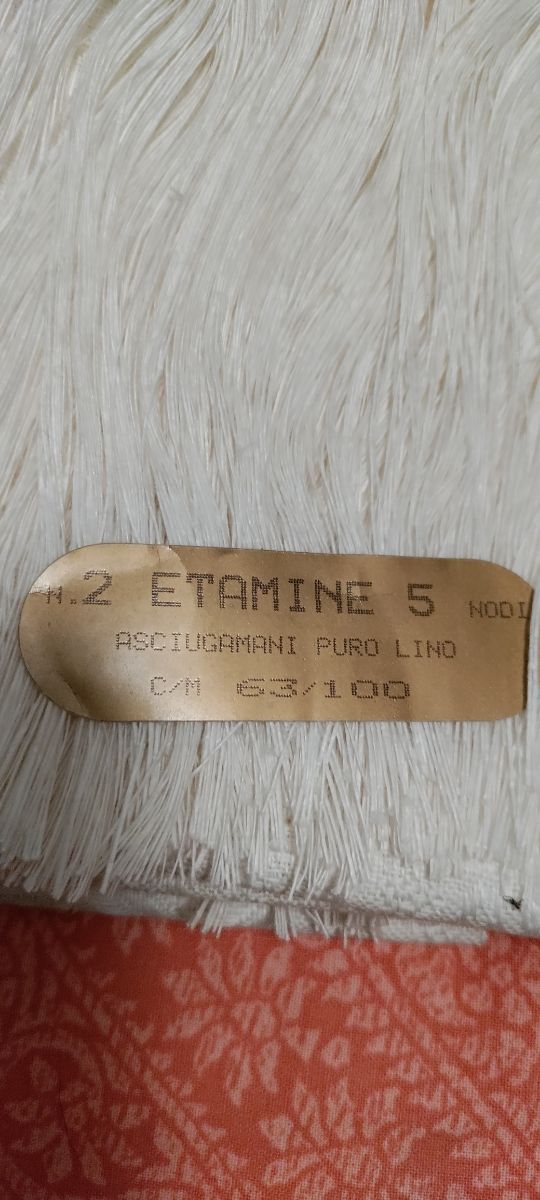 N.2 ETAMINE 5 NODI
ASCIUGAMANI PURO LINO
C/M 63/100